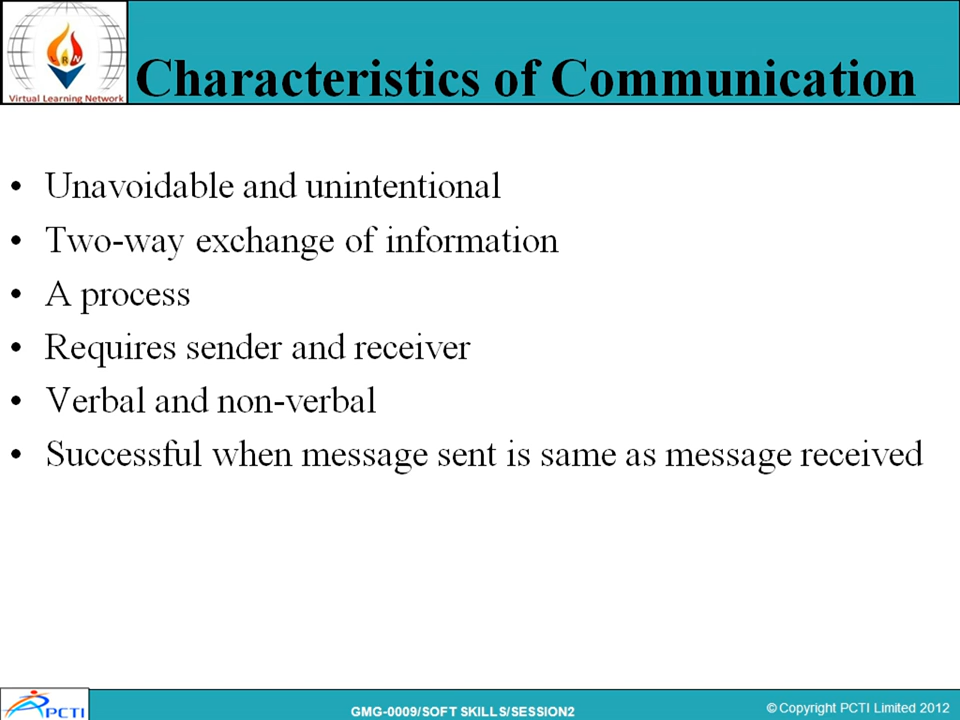 RN
Virtual Learning Network
Characteristics of Communication
• Unavoidable and unintentional
• Two-way exchange of information
• A process
• Requires sender and receiver
• Verbal and non-verbal
• Successful when message sent is same as message received
PCTI
GMG-0009/SOFT SKILLS/SESSION2
© Copyright PCTI Limited 2012